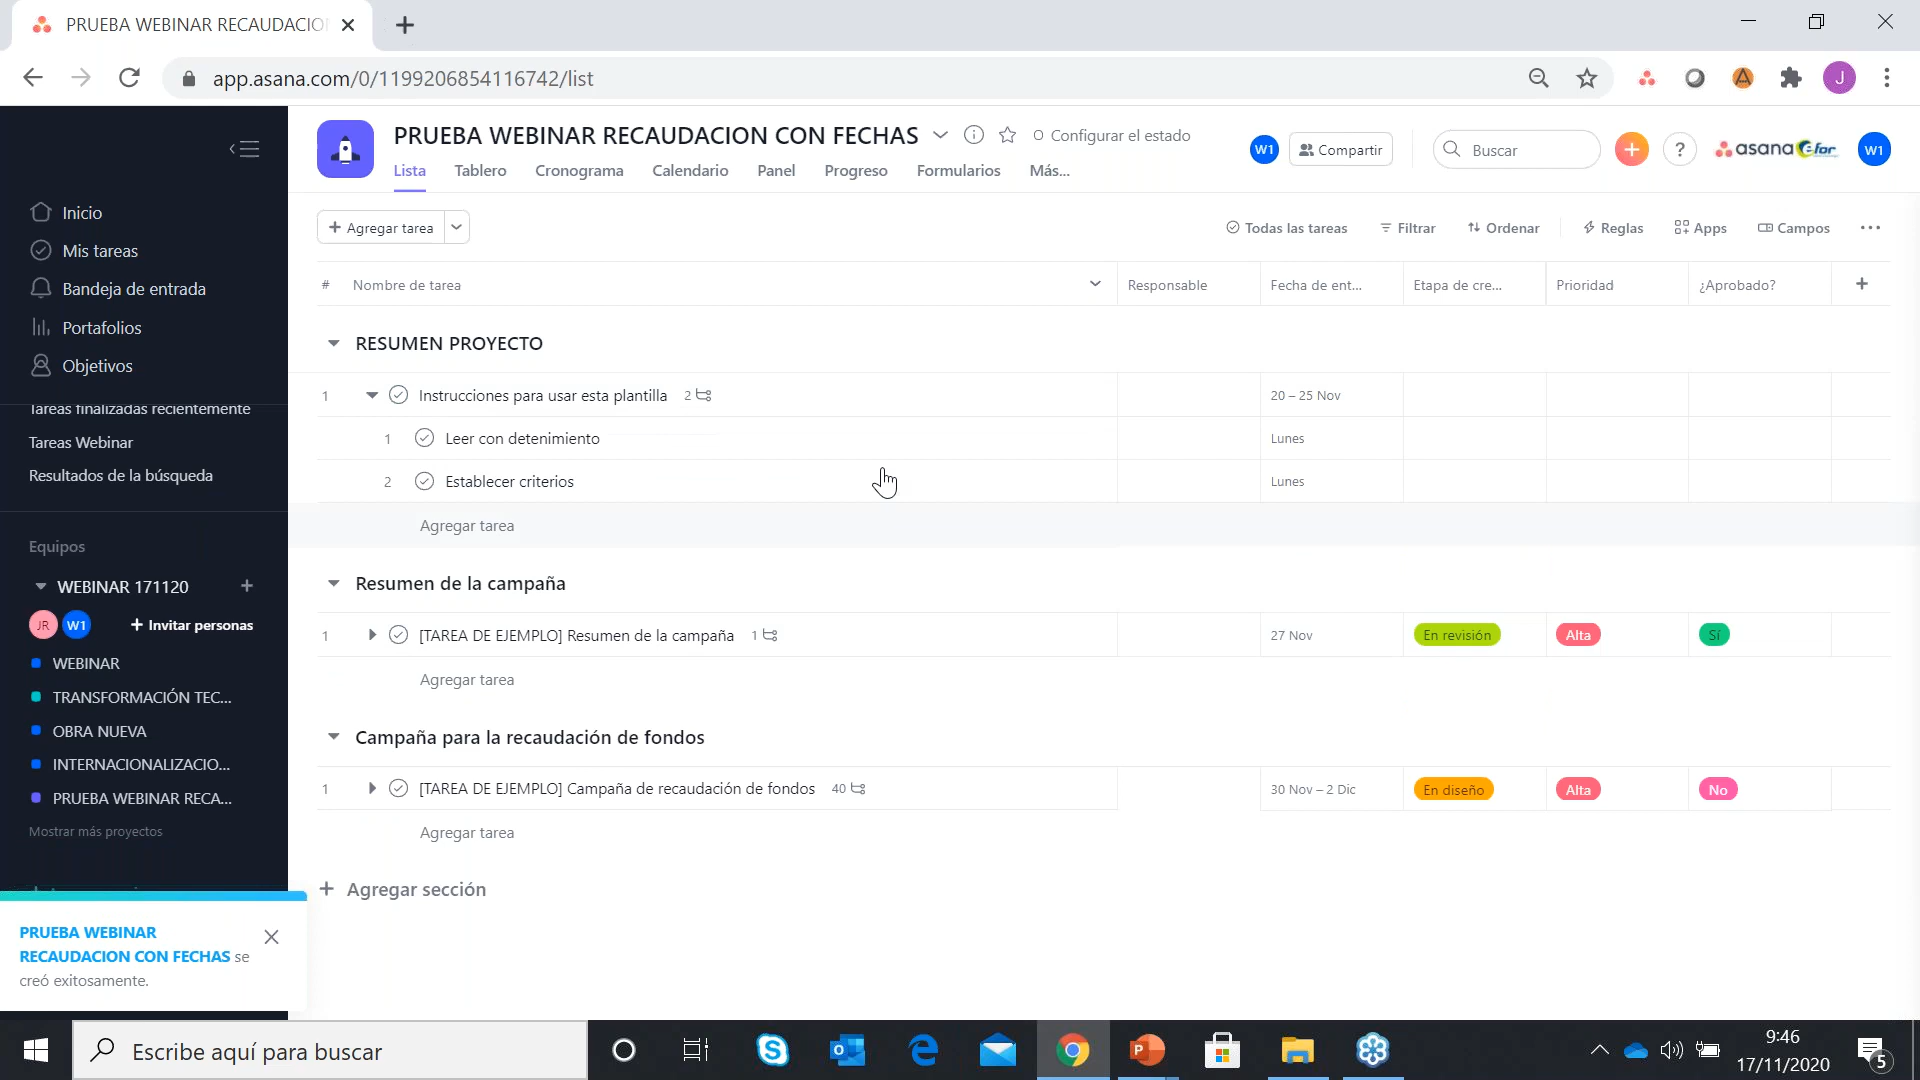 PRUEBA WEBINAR RECAUDACION
app.asana.com/0/1199206854116742/list
J
PRUEBA WEBINAR RECAUDACION CON FECHAS
Configurar el estado
W1
Compartir
Buscar
?
asana efor
W1
Lista
Tablero
Cronograma
Panel
Progreso
Formularios
Más...
Inicio
Mis tareas
Bandeja de entrada
Portafolios
Objetivos
Tareas finalizadas recientemente
Tareas Webinar
Resultados de la búsqueda
Equipos
WEBINAR 171120
JR
W1
Invitar personas
WEBINAR
TRANSFORMACIÓN TEC...
OBRA NUEVA
INTERNACIONALIZACIO...
PRUEBA WEBINAR RECA...
Mostrar más proyectos
PRUEBA WEBINAR
RECAUDACION CON FECHAS se
creó exitosamente.
+ Agregar tarea
Todas las tareas
Filtrar
Ordenar
Reglas
Apps
Campos
# Nombre de tarea
Responsable
Fecha de ent...
Etapa de cre...
Prioridad
¿Aprobado?
RESUMEN PROYECTO
1 Instrucciones para usar esta plantilla 2
20 – 25 Nov
1 Leer con detenimiento
Lunes
2 Establecer criterios
Lunes
Agregar tarea
Resumen de la campaña
1 [TAREA DE EJEMPLO] Resumen de la campaña 1
27 Nov
En revisión
Alta
Sí
Agregar tarea
Campaña para la recaudación de fondos
1 [TAREA DE EJEMPLO] Campaña de recaudación de fondos 40
30 Nov – 2 Dic
En diseño
Alta
No
Agregar tarea
+ Agregar sección
Escribe aquí para buscar
9:46
17/11/2020
5